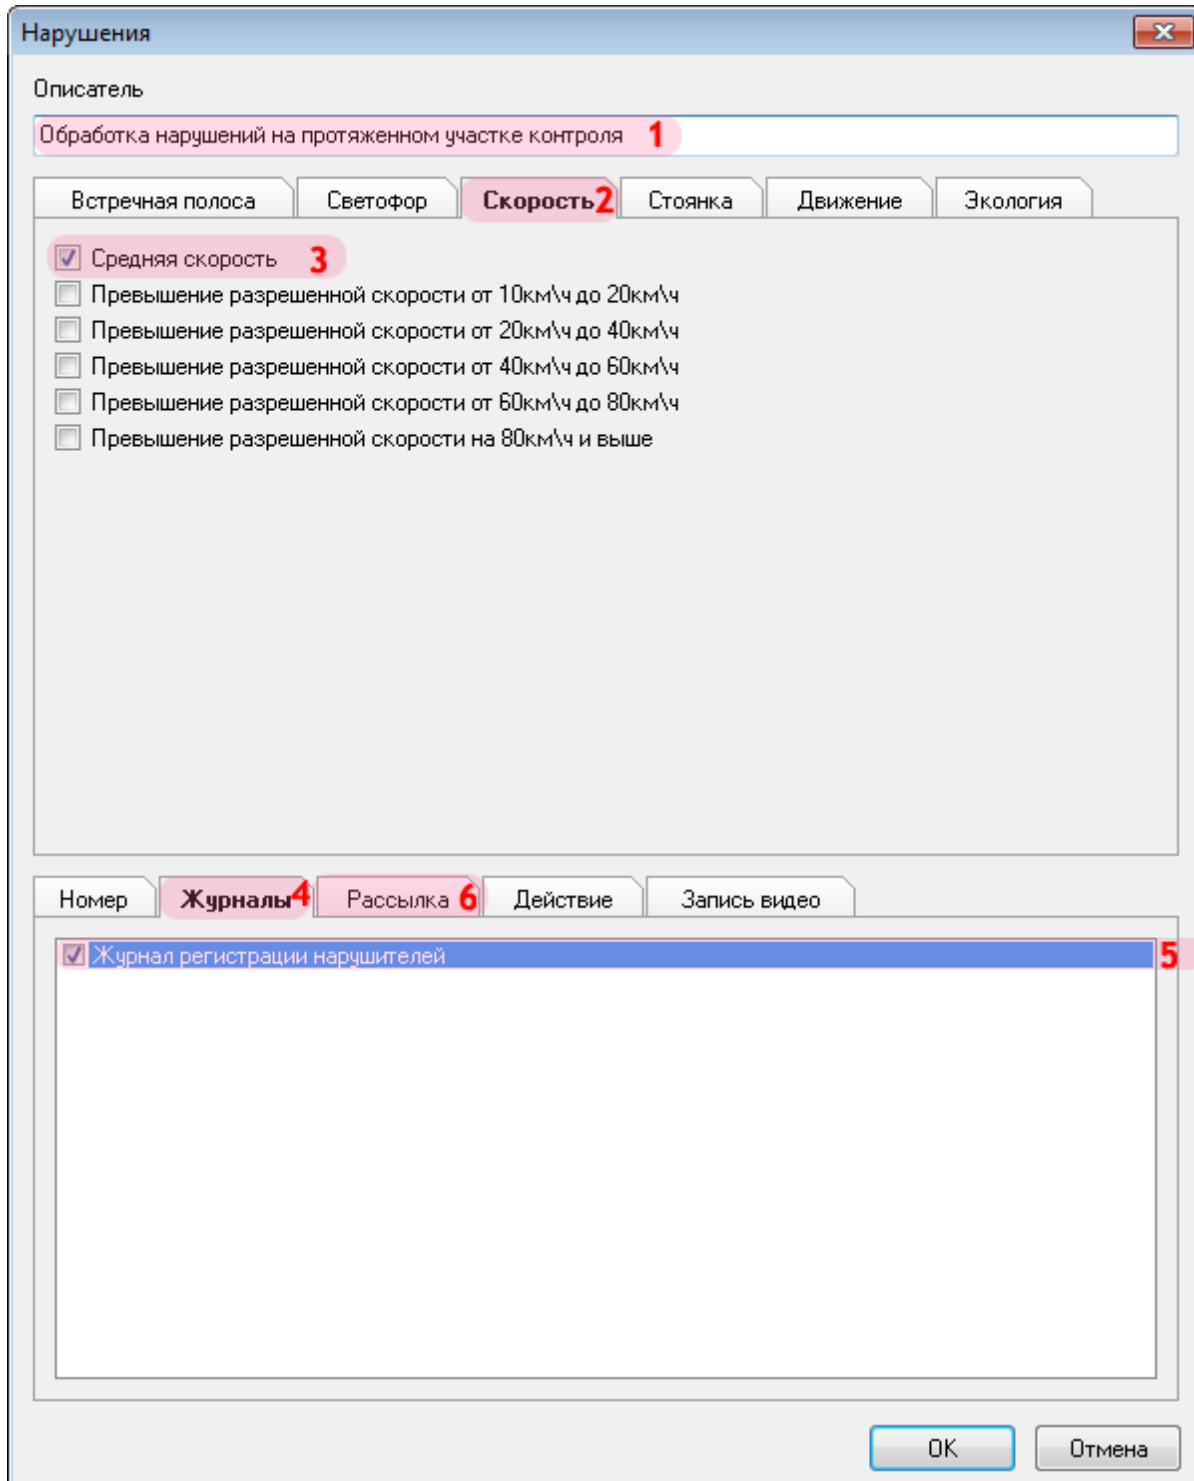 Нарушения
Описатель
Обработка нарушений на протяженном участке контроля 1
Встречная полоса Светофор Скорость 2 Стоянка Движение Экология
Средняя скорость 3
Превышение разрешенной скорости от 10км\ч до 20км\ч
Превышение разрешенной скорости от 20км\ч до 40км\ч
Превышение разрешенной скорости от 40км\ч до 60км\ч
Превышение разрешенной скорости от 60км\ч до 80км\ч
Превышение разрешенной скорости на 80км\ч и выше
Номер Журналы 4 Рассылка 6 Действие Запись видео
Журнал регистрации нарушителей 5
OK Отмена